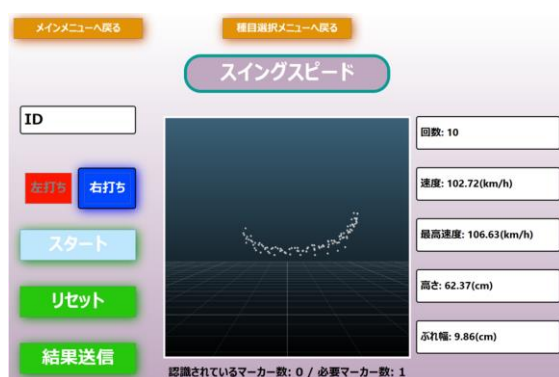 メインメニューへ戻る
種目選択メニューへ戻る
スイングスピード
ID
左打ち
右打ち
スタート
リセット
結果送信
回数: 10
速度: 102.72(km/h)
最高速度: 106.63(km/h)
高さ: 62.37(cm)
ぶれ幅: 9.86(cm)
認識されているマーカー数: 0 / 必要マーカー数: 1